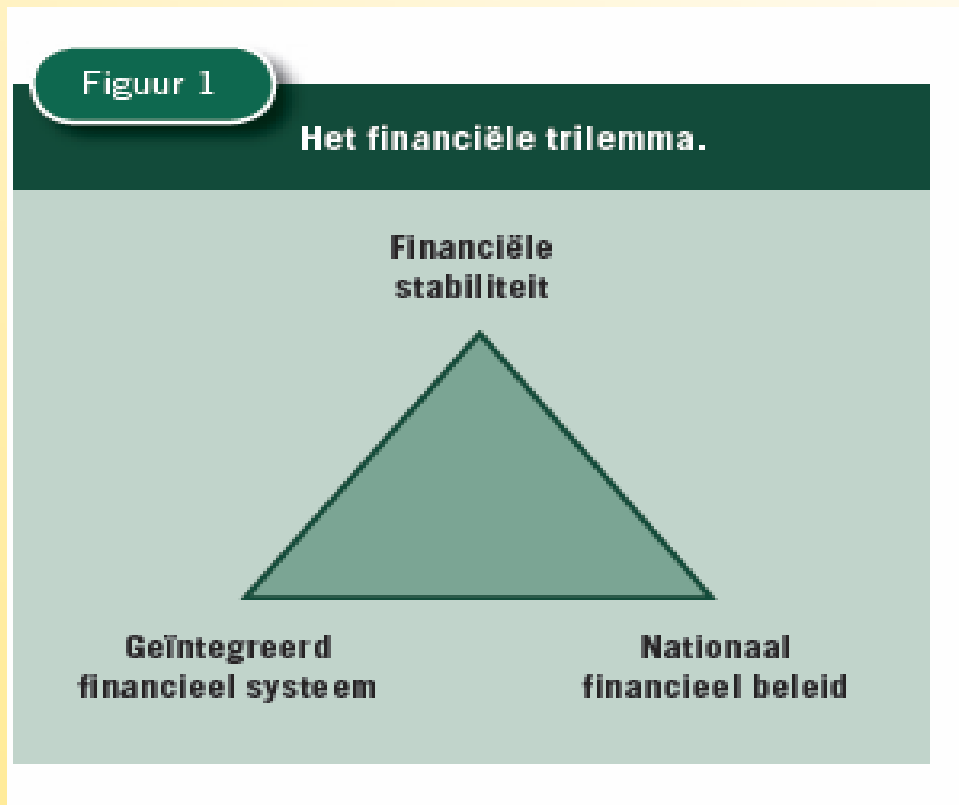 Figuur 1
Het financiële trilemma.
Financiële
stabiliteit
Geïntegreerd
financieel systeem
Nationaal
financieel beleid